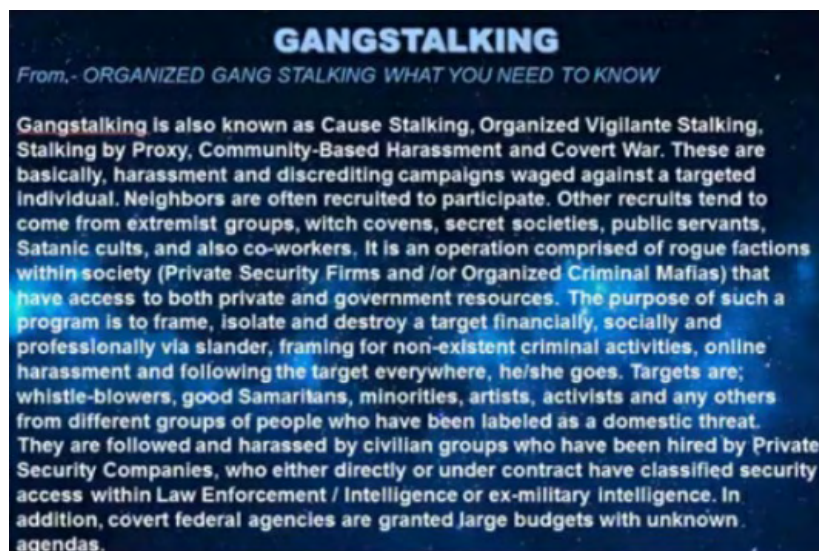 GANGSTALKING
From,- ORGANIZED GANG STALKING WHAT YOU NEED TO KNOW
Gangstalking is also known as Cause Stalking, Organized Vigilante Stalking,
Stalking by Proxy, Community-Based Harassment and Covert War. These are
basically, harassment and discrediting campaigns waged against a targeted
individual. Neighbors are often recruited to participate. Other recruits tend to
come from extremist groups, witch covens, secret societies, public servants,
Satanic cults, and also co-workers. It is an operation comprised of rogue factions
within society (Private Security Firms and /or Organized Criminal Mafias) that
have access to both private and government resources. The purpose of such a
program is to frame, isolate and destroy a target financially, socially and
professionally via slander, framing for non-existent criminal activities, online
harassment and following the target everywhere, he/she goes. Targets are;
whistle-blowers, good Samaritans, minorities, artists, activists and any others
from different groups of people who have been labeled as a domestic threat.
They are followed and harassed by civilian groups who have been hired by Private
Security Companies, who either directly or under contract have classified security
access within Law Enforcement / Intelligence or ex-military intelligence. In
addition, covert federal agencies are granted large budgets with unknown
agendas.